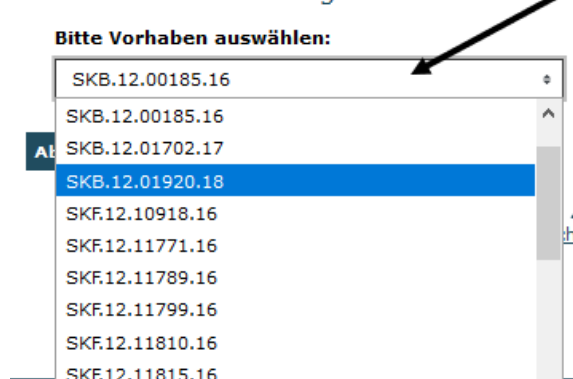 Bitte Vorhaben auswählen:
SKB.12.00185.16
SKB.12.00185.16
SKB.12.01702.17
SKB.12.01920.18
SKF.12.10918.16
SKF.12.11771.16
SKF.12.11789.16
SKF.12.11799.16
SKF.12.11810.16
SKF.12.11815.16